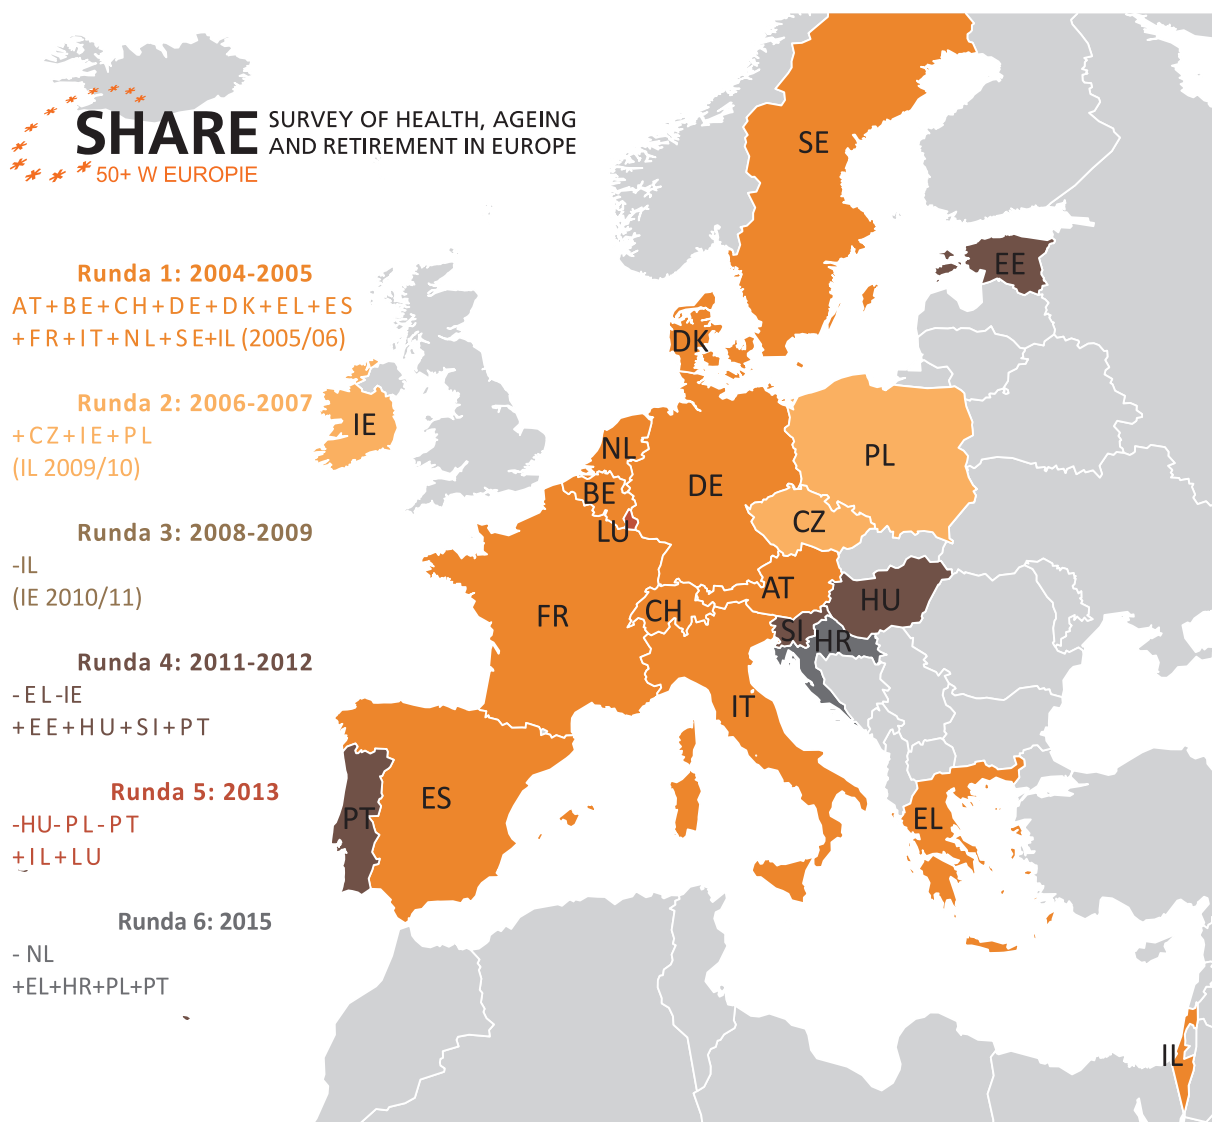 SHARE SURVEY OF HEALTH, AGEING
AND RETIREMENT IN EUROPE
50+ W EUROPIE
Runda 1: 2004-2005
AT+BE+CH+DE+DK+EL+ES
+FR+IT+NL+SE+IL (2005/06)
Runda 2: 2006-2007
+CZ+IE+PL
(IL 2009/10)
Runda 3: 2008-2009
-IL
(IE 2010/11)
Runda 4: 2011-2012
-EL-IE
+EE+HU+SI+PT
Runda 5: 2013
-HU-PL-PT
+IL+LU
Runda 6: 2015
- NL
+EL+HR+PL+PT
SE
EE
DK
IE
NL
PL
DE
BE
CZ
LU
AT
HU
CH
FR
SI
HR
IT
ES
PT
EL
IL